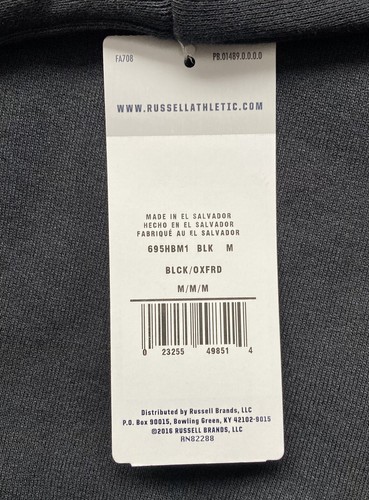 FA708 PB.01489.0.0.0.0
WWW.RUSSELLATHLETIC.COM
MADE IN EL SALVADOR
HECHO EN EL SALVADOR
FABRIQUÉ AU EL SALVADOR
695HBM1 BLK M
BLCK/OXFRD
M/M/M
0 23255 49851 4
Distributed by Russell Brands, LLC
P.O. Box 90015, Bowling Green, KY 42102-9015
©2016 RUSSELL BRANDS, LLC
RN82288